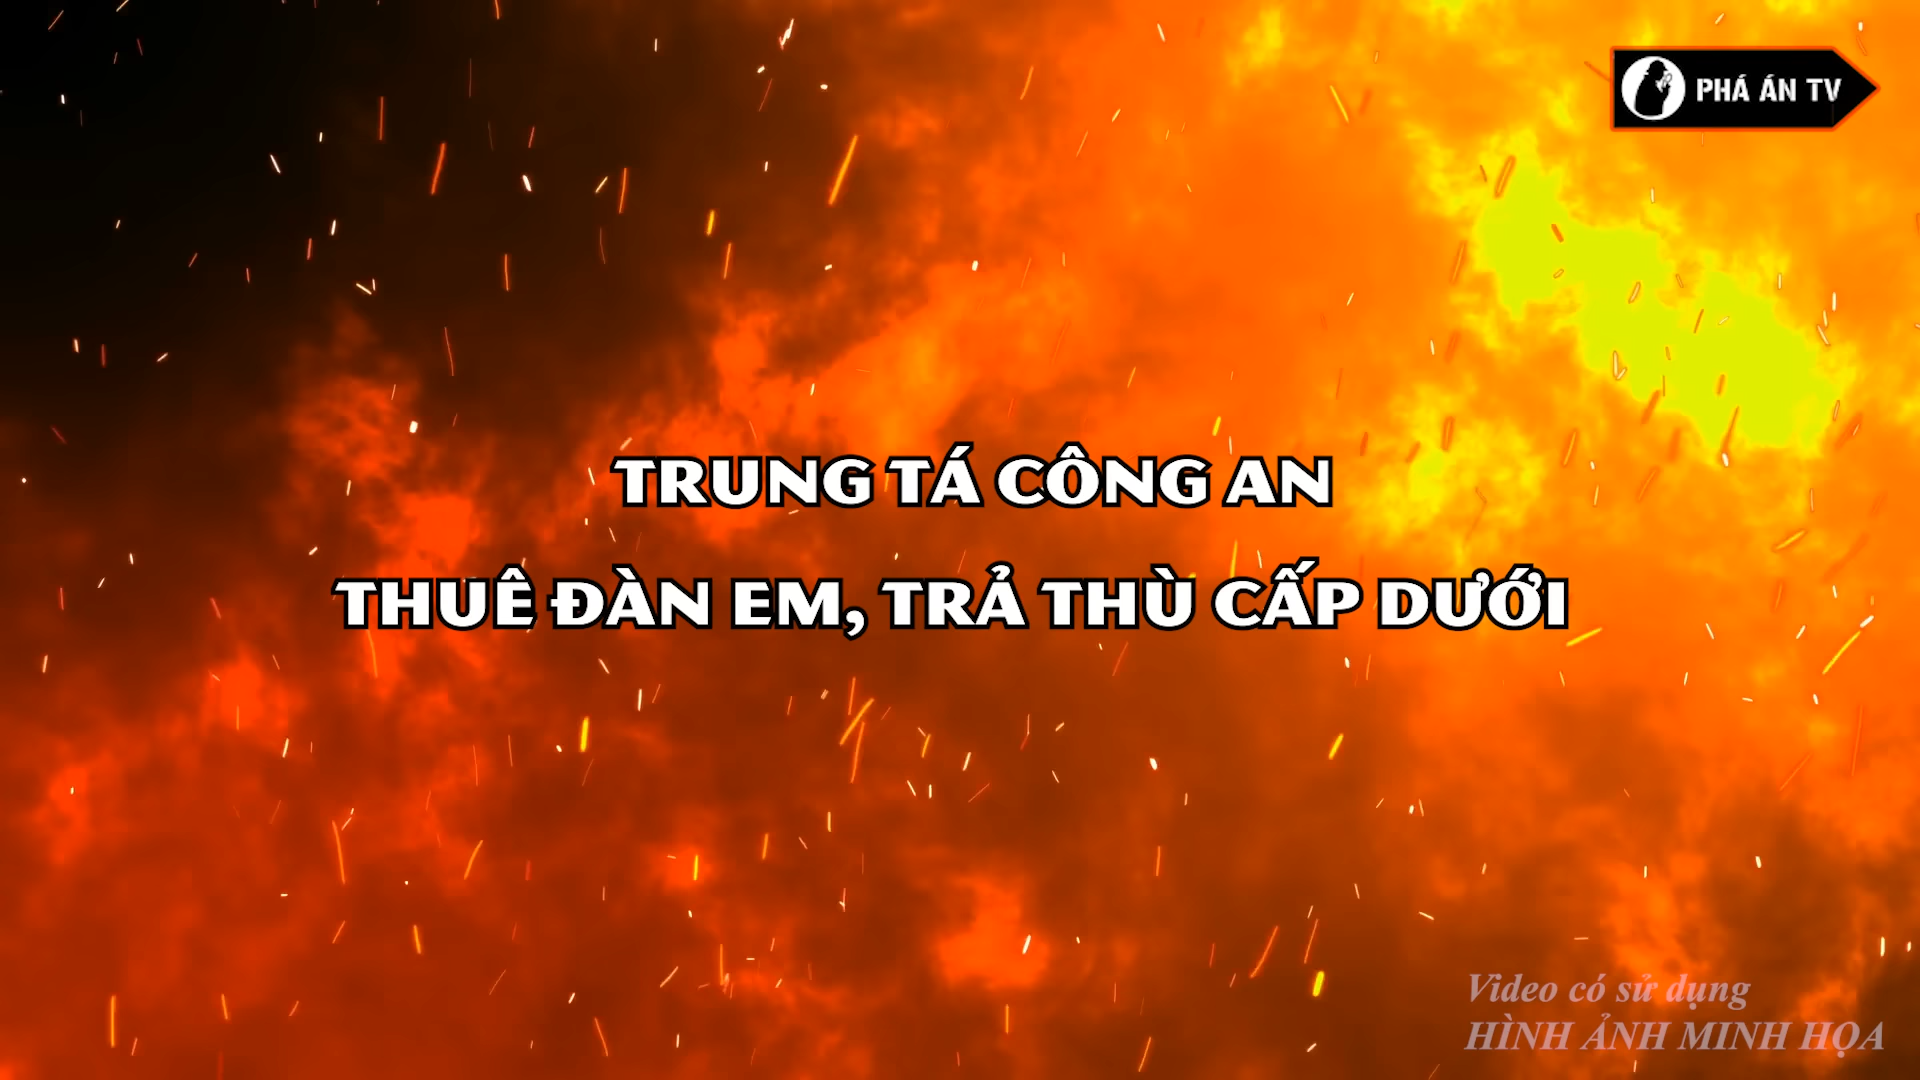 PHÁ ÁN TV
TRUNG TÁ CÔNG AN
THUÊ ĐÀN EM, TRẢ THÙ CẤP DƯỚI
Video có sử dụng
HÌNH ẢNH MINH HỌA